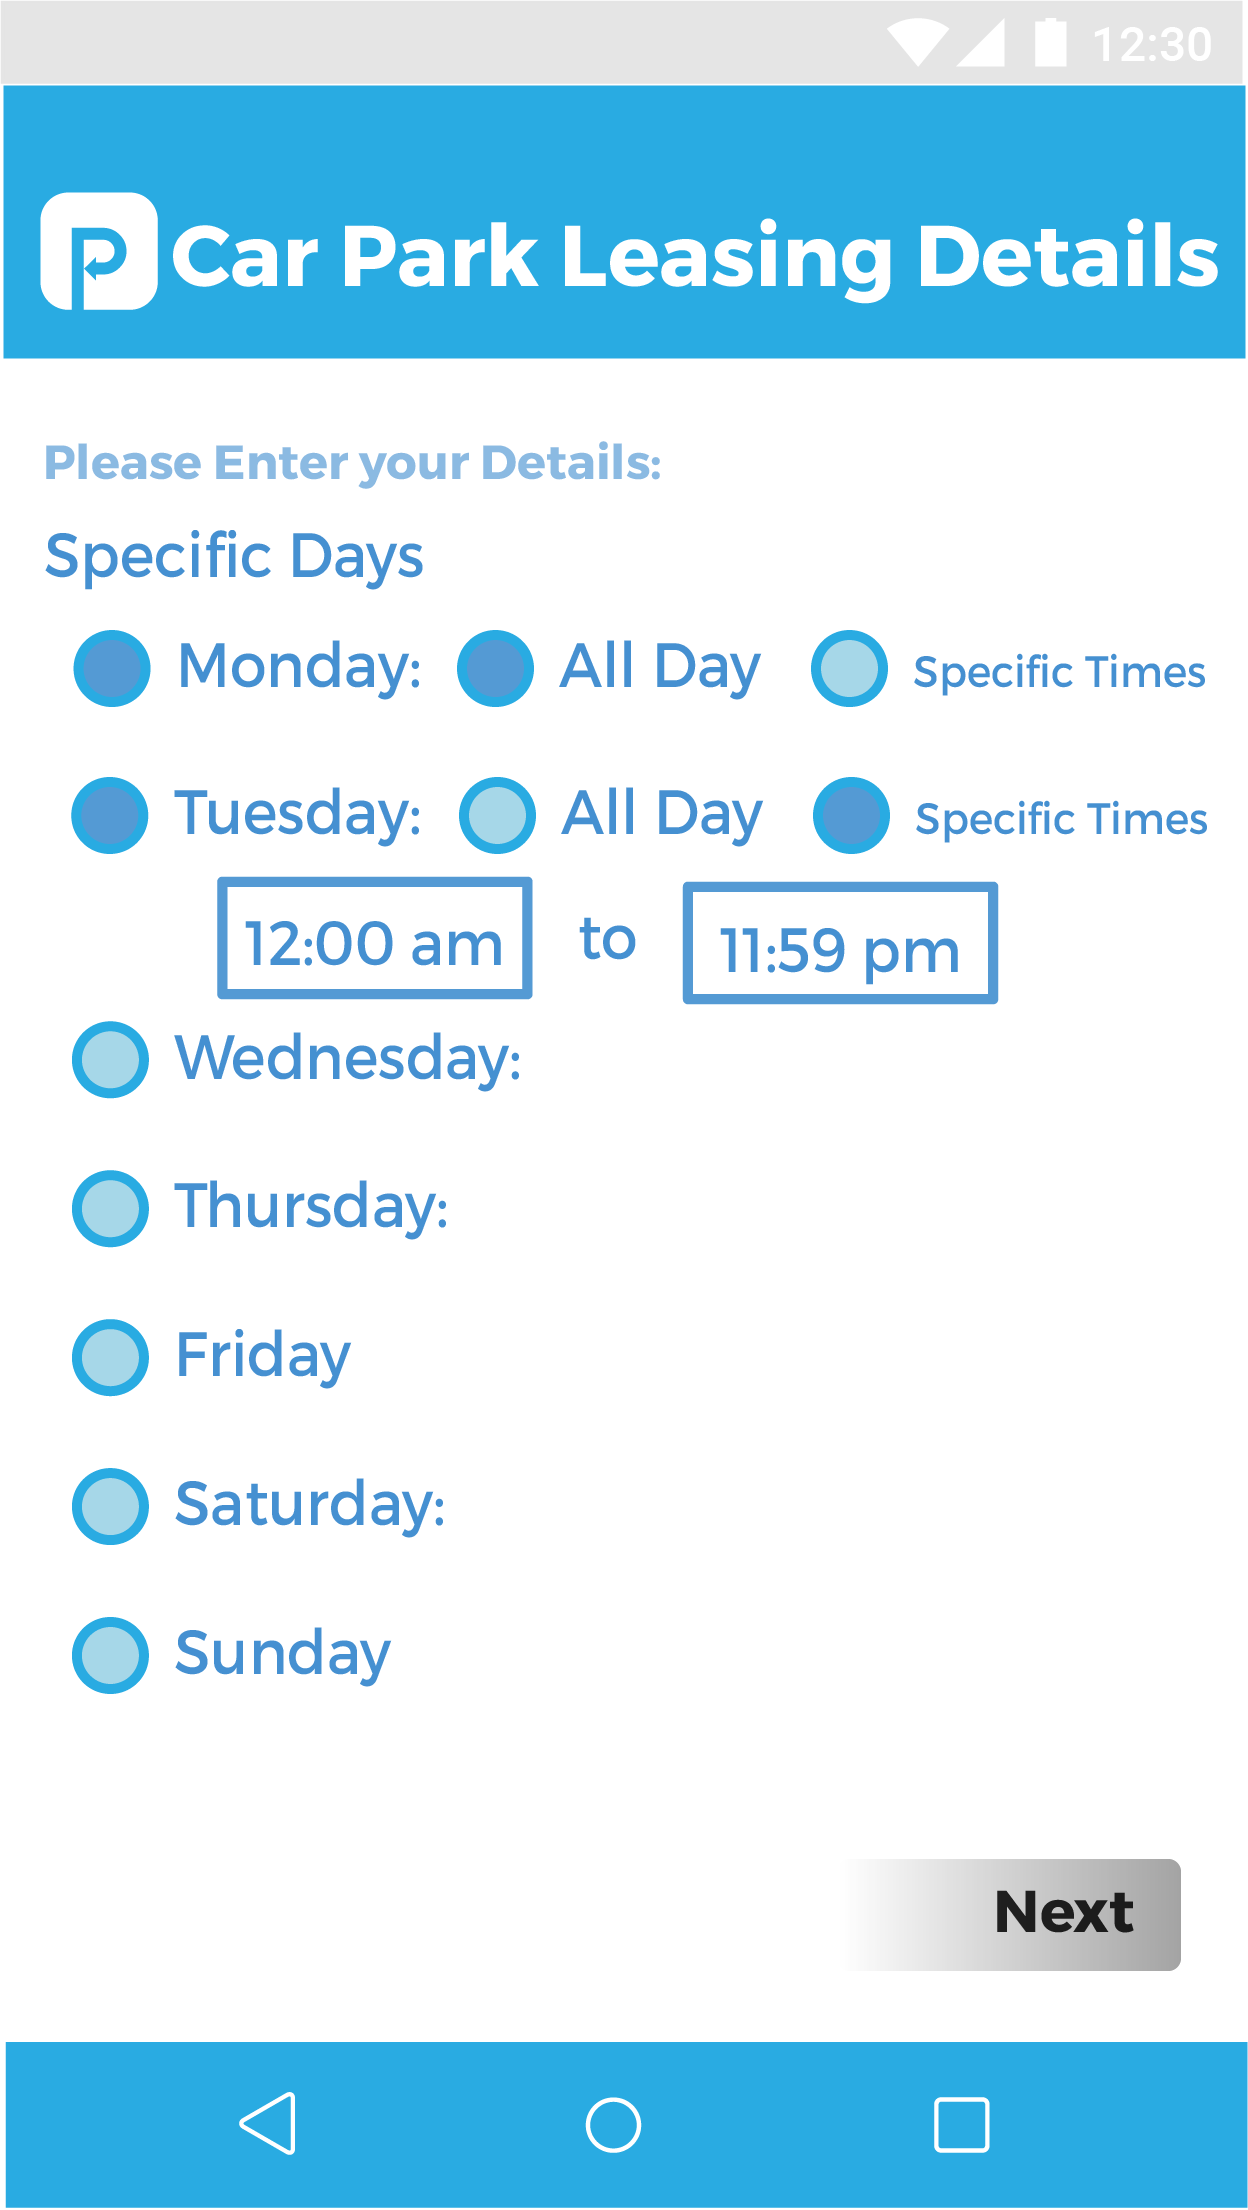 12:30
Car Park Leasing Details
Please Enter your Details:
Specific Days
Monday: All Day Specific Times
Tuesday: All Day Specific Times
12:00 am to 11:59 pm
Wednesday:
Thursday:
Friday
Saturday:
Sunday
Next